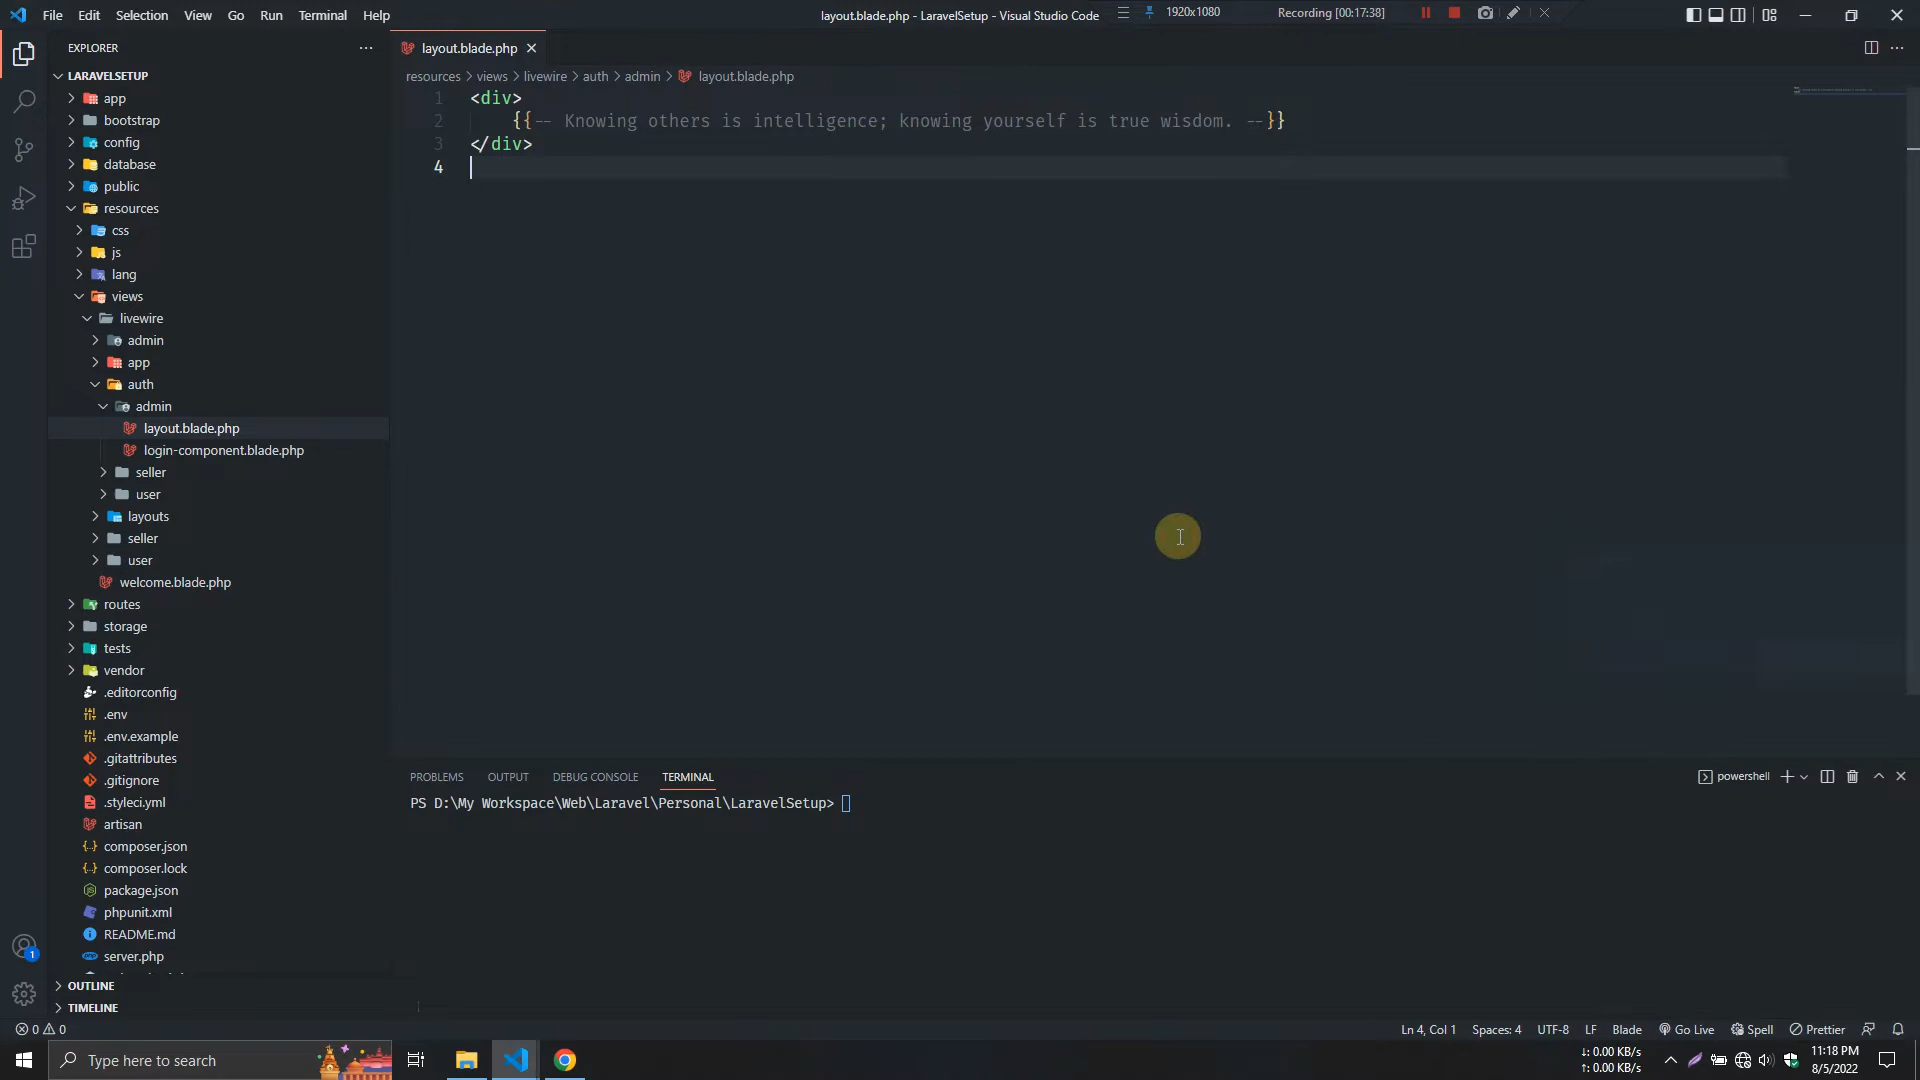 File Edit Selection View Go Run Terminal Help
layout.blade.php - LaravelSetup - Visual Studio Code
1920x1080
Recording [00:17:38]
EXPLORER
layout.blade.php
LARAVELSETUP
resources > views > livewire > auth > admin > layout.blade.php
app
bootstrap
config
database
public
resources
css
js
lang
views
livewire
admin
app
auth
admin
layout.blade.php
login-component.blade.php
seller
user
layouts
seller
user
welcome.blade.php
routes
storage
tests
vendor
.editorconfig
.env
.env.example
.gitattributes
.gitignore
.styleci.yml
artisan
composer.json
composer.lock
package.json
phpunit.xml
README.md
server.php
OUTLINE
TIMELINE
1 <div>
2 {{-- Knowing others is intelligence; knowing yourself is true wisdom. --}}
3 </div>
4
PROBLEMS OUTPUT DEBUG CONSOLE TERMINAL
powershell
PS D:\My Workspace\Web\Laravel\Personal\LaravelSetup>
1
0 0
Ln 4, Col 1 Spaces: 4 UTF-8 LF Blade Go Live Spell Prettier
Type here to search
↓: 0.00 KB/s
↑: 0.00 KB/s
11:18 PM
8/5/2022